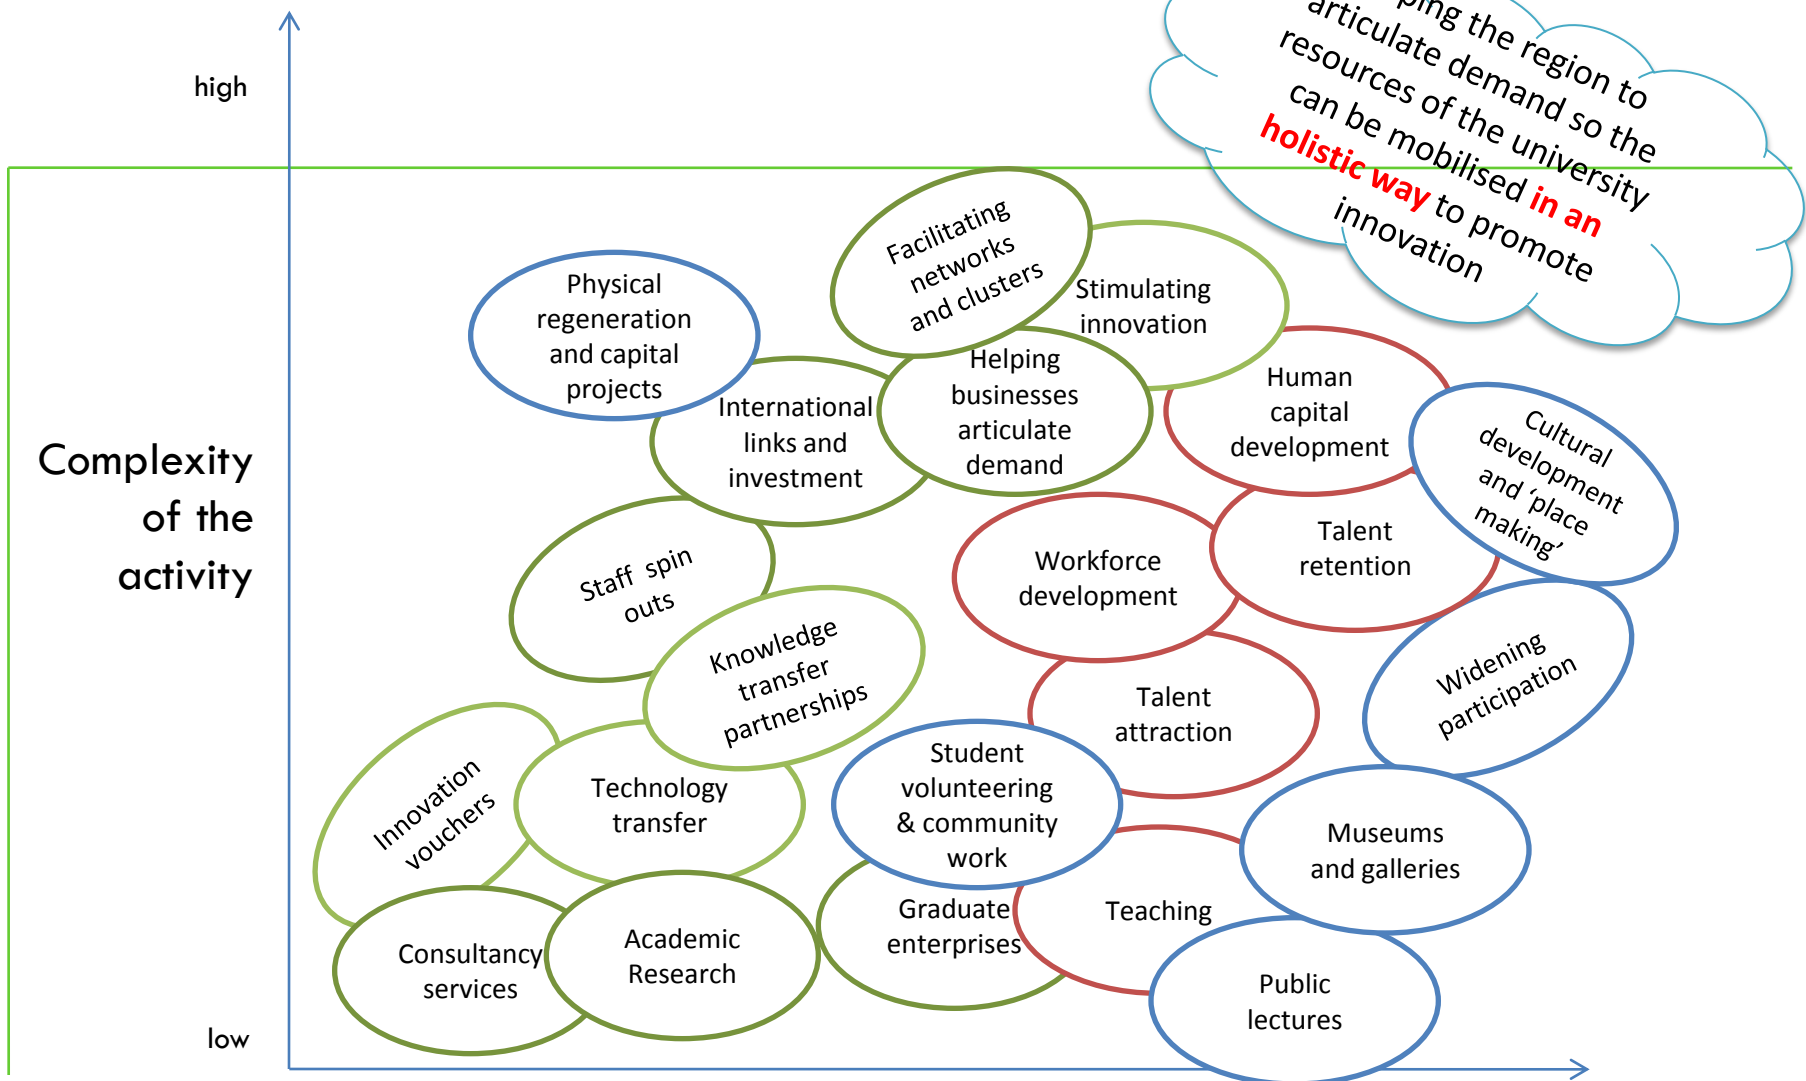 high
Complexity
of the
activity
low
articulate demand so the
ping the region to
resources of the university
can be mobilised in an
holistic way to promote
innovation
Facilitating
networks
and clusters
Stimulating
innovation
Physical
regeneration
and capital
projects
International
links and
investment
Helping
businesses
articulate
demand
Human
capital
development
Cultural
development
and ‘place
making’
Staff spin
outs
Workforce
development
Talent
retention
Knowledge
transfer
partnerships
Talent
attraction
Widening
participation
Innovation
vouchers
Technology
transfer
Student
volunteering
& community
work
Museums
and galleries
Consultancy
services
Academic
Research
Graduate
enterprises
Teaching
Public
lectures